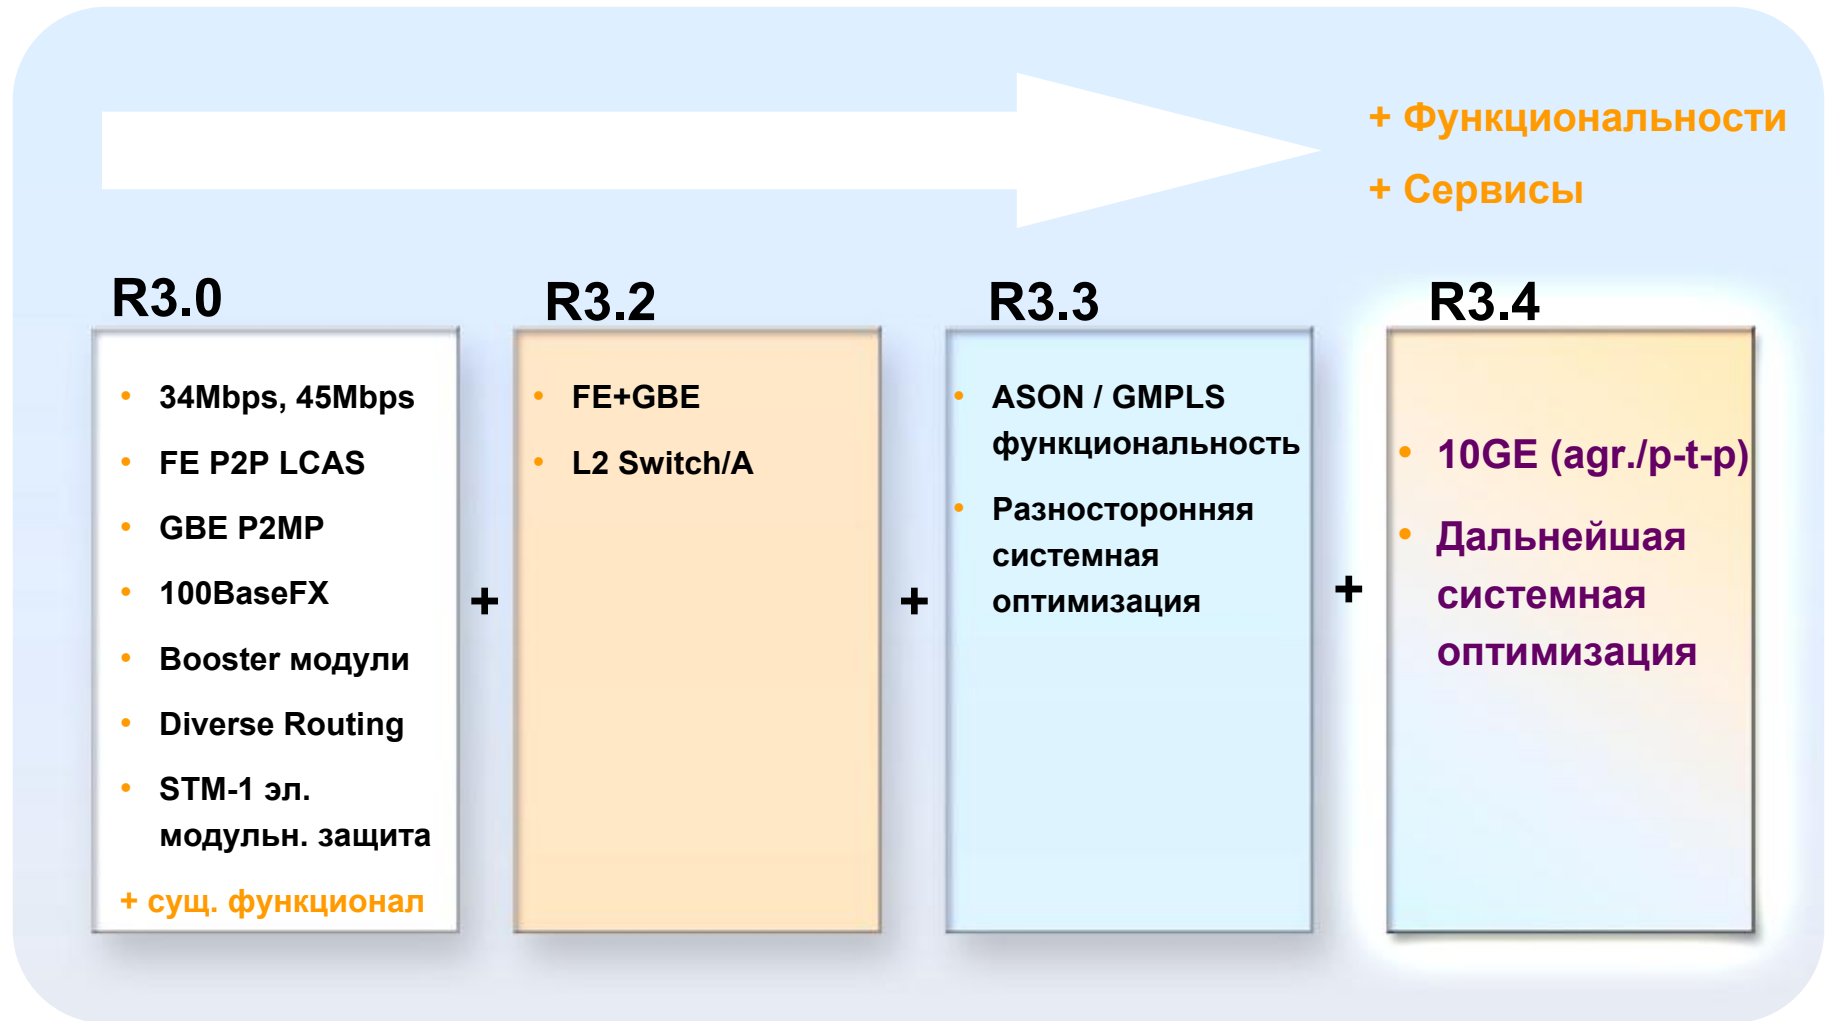 + Функциональности
+ Сервисы
R3.0
• 34Mbps, 45Mbps
• FE P2P LCAS
• GBE P2MP
• 100BaseFX
• Booster модули
• Diverse Routing
• STM-1 эл.
модульн. защита
+ сущ. функционал
+
R3.2
• FE+GBE
• L2 Switch/A
+
R3.3
• ASON / GMPLS
функциональность
• Разносторонняя
системная
оптимизация
+
R3.4
• 10GE (agr./p-t-p)
• Дальнейшая
системная
оптимизация